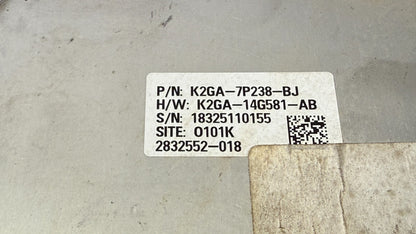 P/N: K2GA-7P238-BJ
H/W: K2GA-14G581-AB
S/N: 18325110155
SITE: O101K
2832552-018